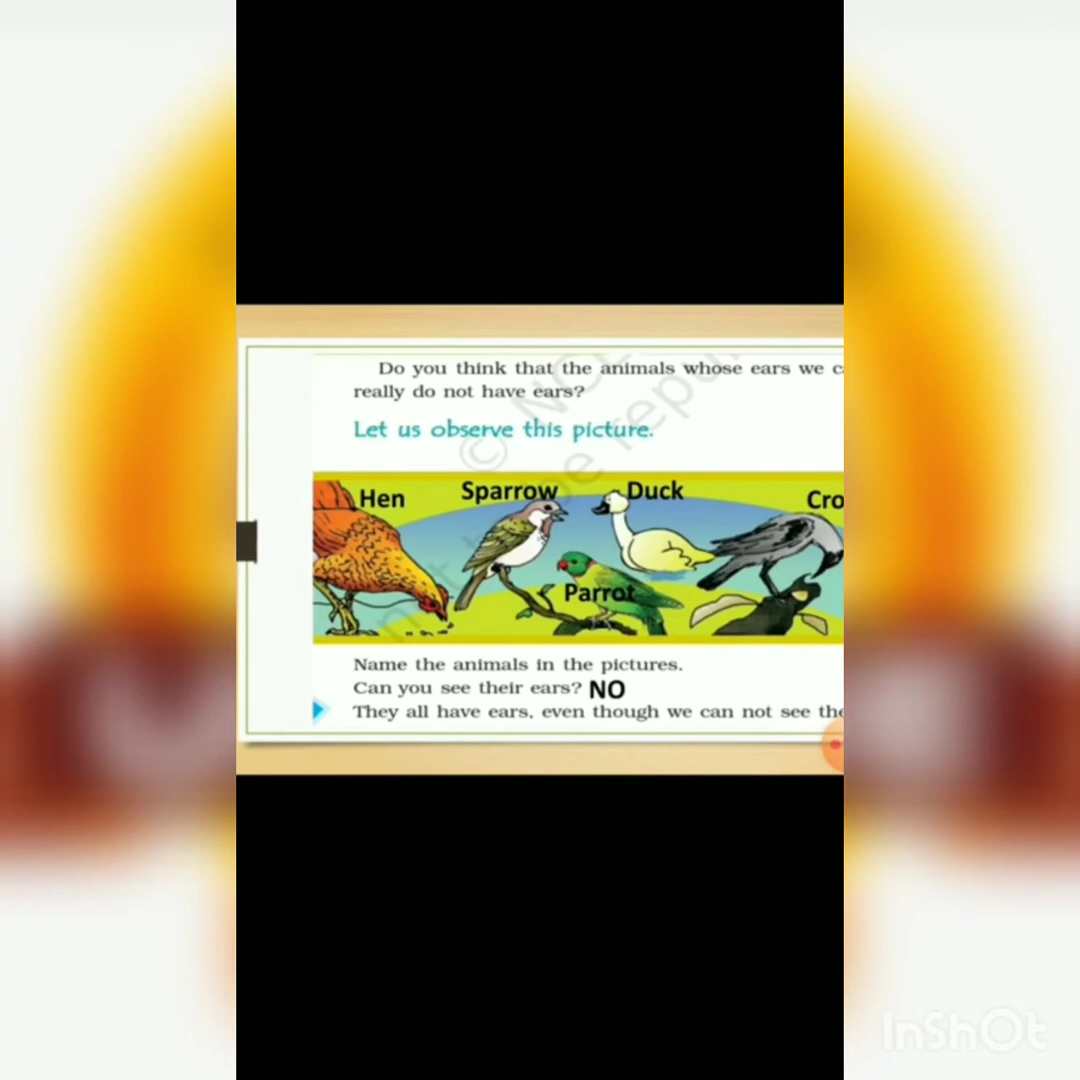 Do you think that the animals whose ears we c
really do not have ears?
Let us observe this picture.
Hen
Sparrow
Duck
Cro
Parrot
Name the animals in the pictures.
Can you see their ears? NO
They all have ears, even though we can not see the
InShOt